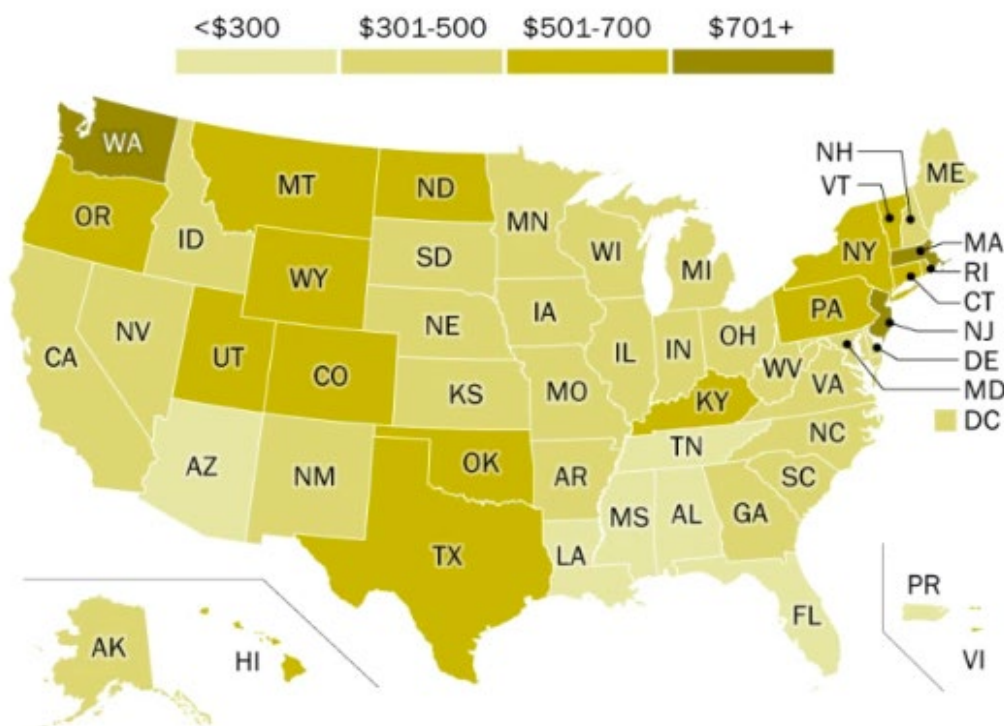 <$300 $301-500 $501-700 $701+
WA
MT
ND
OR
ID
MN
SD
WI
WY
MI
NH
VT
ME
NY
MA
RI
CT
NJ
DE
MD
DC
PA
NV
NE
IA
CA
UT
CO
IL
IN
OH
WV
VA
KS
MO
KY
NC
TN
AZ
NM
OK
AR
SC
MS
AL
GA
TX
LA
FL
AK
HI
PR
VI